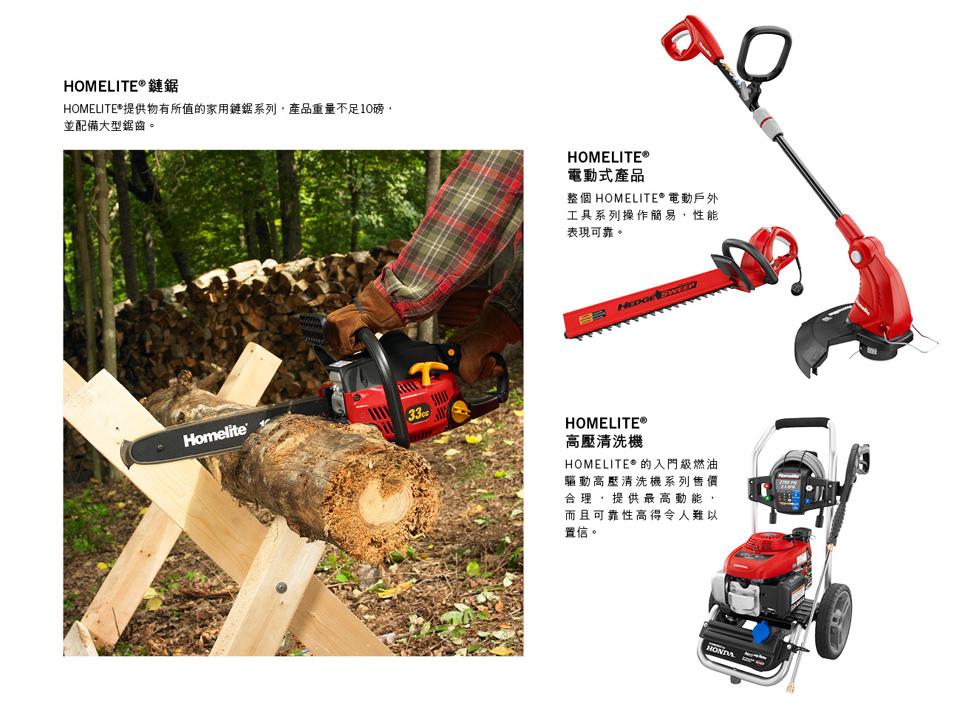 HOMELITE® 鏈鋸
HOMELITE®提供物有所值的家用鏈鋸系列，產品重量不足10磅，
並配備大型鋸齒。
Homelite
33cc
HOMELITE®
電動式產品
整個 HOMELITE® 電動戶外
工具系列操作簡易，性能
表現可靠。
HEDGE SWEEP
HOMELITE®
高壓清洗機
HOMELITE® 的入門級燃油
驅動高壓清洗機系列售價
合理，提供最高動能，
而且可靠性高得令人難以
置信。
Homelite
2700 PSI
HONDA
HONDA